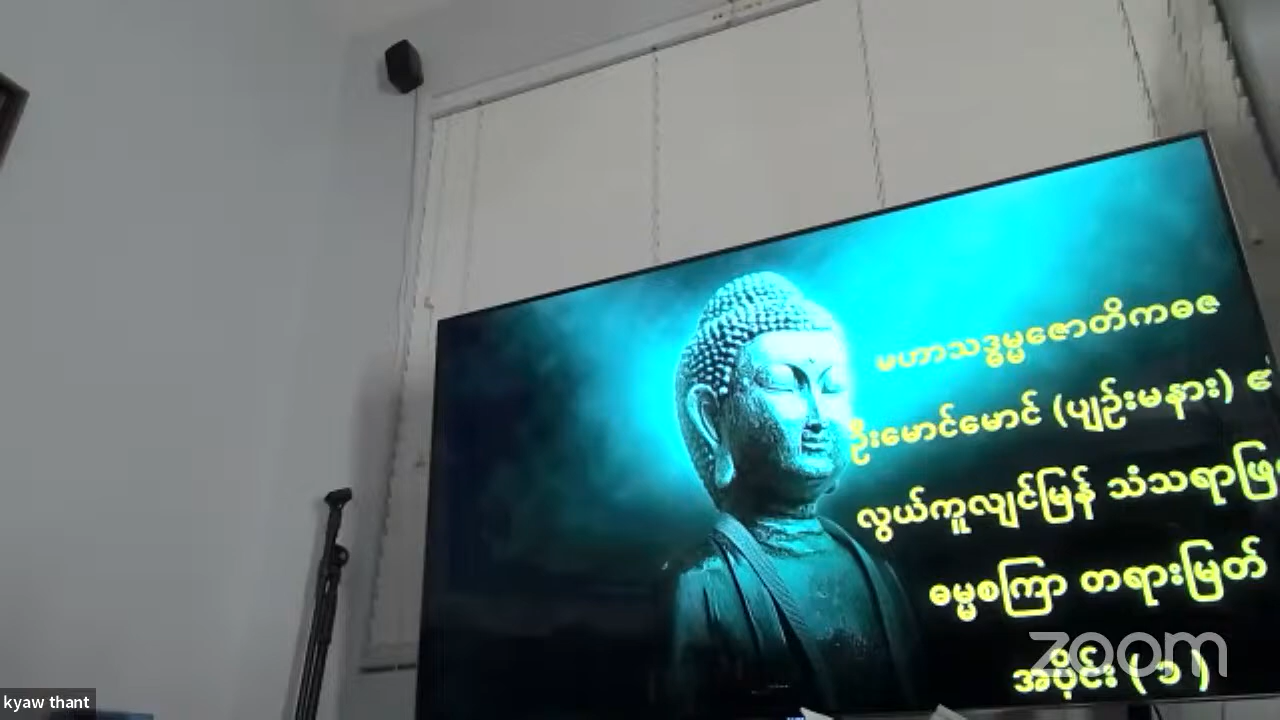 မဟာသဒ္ဓမ္မဇောတိကဓဇ
ဦးမောင်မောင် (ပျဉ်းမနား) ၏
လွယ်ကူလျင်မြန် သံသရာဖြ
ဓမ္မစကြာ တရားမြတ်
အပိုင်း (၁)
zoom
kyaw thant